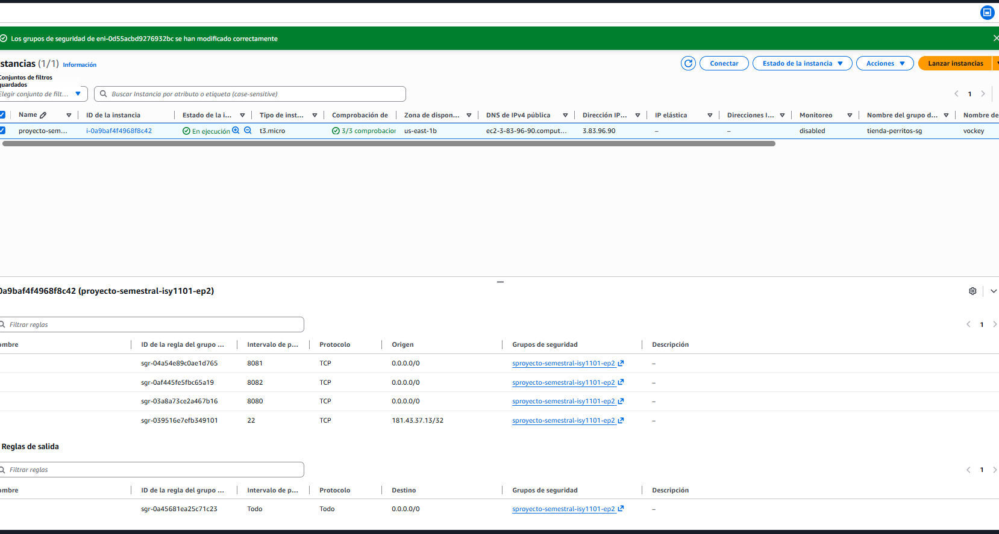 Los grupos de seguridad de eni-0d55acbd9276932bc se han modificado correctamente
stancias (1/1) Información
Conectar Estado de la instancia Acciones Lanzar instancias
Conjuntos de filtros
guardados
Elegir conjunto de filt... Buscar Instancia por atributo o etiqueta (case-sensitive) 1
Name ID de la instancia Estado de la i... Tipo de inst... Comprobación de Zona de dispon... DNS de IPv4 pública Dirección IP... IP elástica Direcciones I... Monitoreo Nombre del grupo d... Nombre de
proyecto-sem... i-0a9baf4f4968f8c42 En ejecución t3.micro 3/3 comprobacion us-east-1b ec2-3-83-96-90.comput... 3.83.96.90 – – disabled tienda-perritos-sg vockey
0a9baf4f4968f8c42 (proyecto-semestral-isy1101-ep2)
Filtrar reglas 1
ombre ID de la regla del grupo ... Intervalo de p... Protocolo Origen Grupos de seguridad Descripción
sgr-04a54e89c0ae1d765 8081 TCP 0.0.0.0/0 sproyecto-semestral-isy1101-ep2 –
sgr-0af445fe5fbc65a19 8082 TCP 0.0.0.0/0 sproyecto-semestral-isy1101-ep2 –
sgr-03a8a73ce2a467b16 8080 TCP 0.0.0.0/0 sproyecto-semestral-isy1101-ep2 –
sgr-039516e7efb349101 22 TCP 181.43.37.13/32 sproyecto-semestral-isy1101-ep2 –
Reglas de salida
Filtrar reglas 1
ombre ID de la regla del grupo ... Intervalo de p... Protocolo Destino Grupos de seguridad Descripción
sgr-0a45681ea25c71c23 Todo Todo 0.0.0.0/0 sproyecto-semestral-isy1101-ep2 –